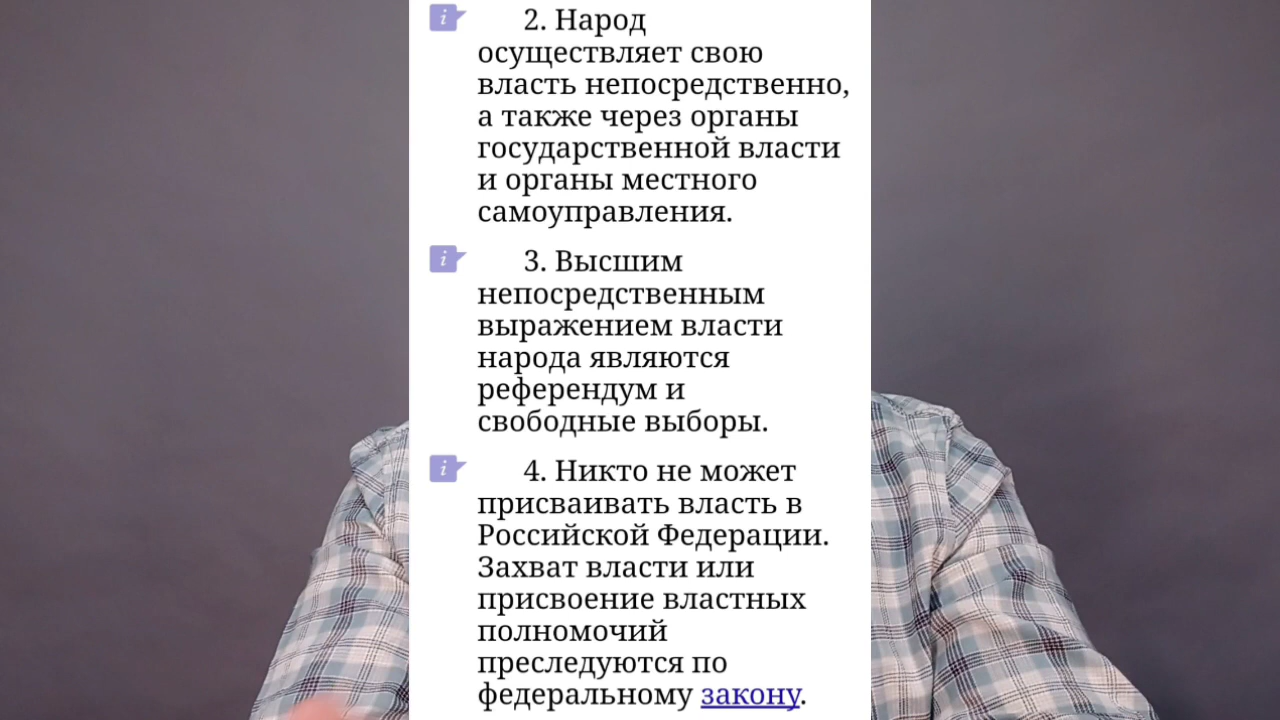 2. Народ
осуществляет свою
власть непосредственно,
а также через органы
государственной власти
и органы местного
самоуправления.
3. Высшим
непосредственным
выражением власти
народа являются
референдум и
свободные выборы.
4. Никто не может
присваивать власть в
Российской Федерации.
Захват власти или
присвоение властных
полномочий
преследуются по
федеральному закону.